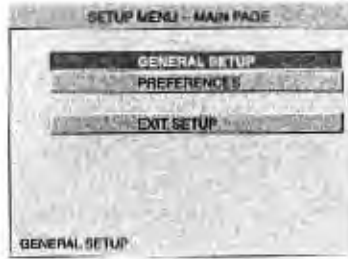 SETUP MENU -- MAIN PAGE
GENERAL SETUP
PREFERENCES
EXIT SETUP
GENERAL SETUP